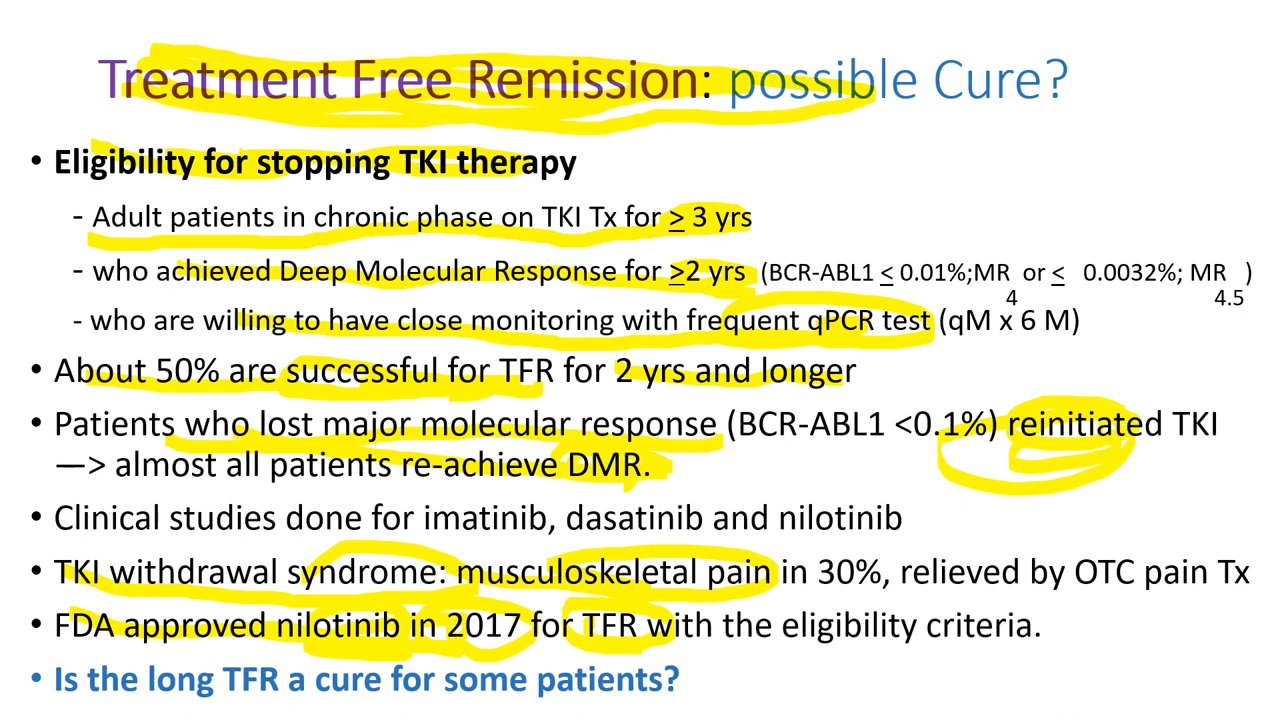 Treatment Free Remission: possible Cure?
• Eligibility for stopping TKI therapy
- Adult patients in chronic phase on TKI Tx for ≥ 3 yrs
- who achieved Deep Molecular Response for ≥2 yrs (BCR-ABL1 ≤ 0.01%;MR4 or ≤ 0.0032%; MR4.5)
- who are willing to have close monitoring with frequent qPCR test (qM x 6 M)
• About 50% are successful for TFR for 2 yrs and longer
• Patients who lost major molecular response (BCR-ABL1 <0.1%) reinitiated TKI
—> almost all patients re-achieve DMR.
• Clinical studies done for imatinib, dasatinib and nilotinib
• TKI withdrawal syndrome: musculoskeletal pain in 30%, relieved by OTC pain Tx
• FDA approved nilotinib in 2017 for TFR with the eligibility criteria.
• Is the long TFR a cure for some patients?